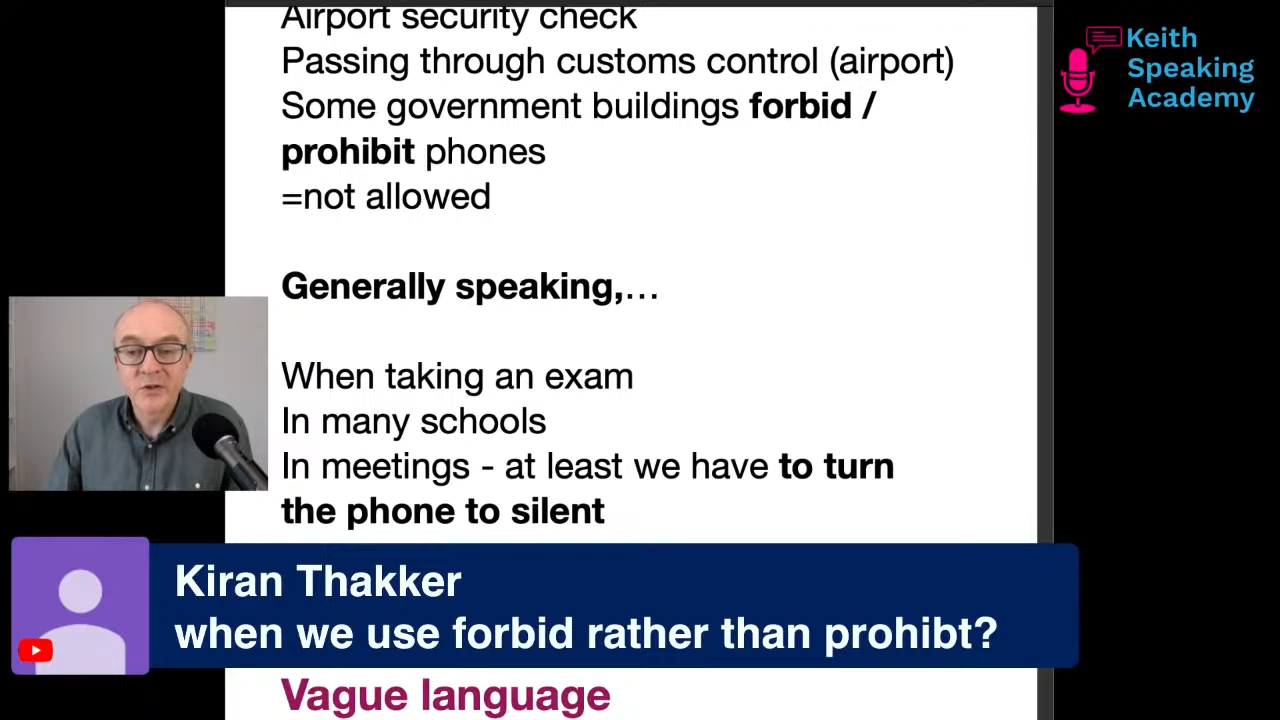 Airport security check
Passing through customs control (airport)
Some government buildings forbid /
prohibit phones
=not allowed
Generally speaking,…
When taking an exam
In many schools
In meetings - at least we have to turn
the phone to silent
Kiran Thakker
when we use forbid rather than prohibt?
Vague language
Keith
Speaking
Academy